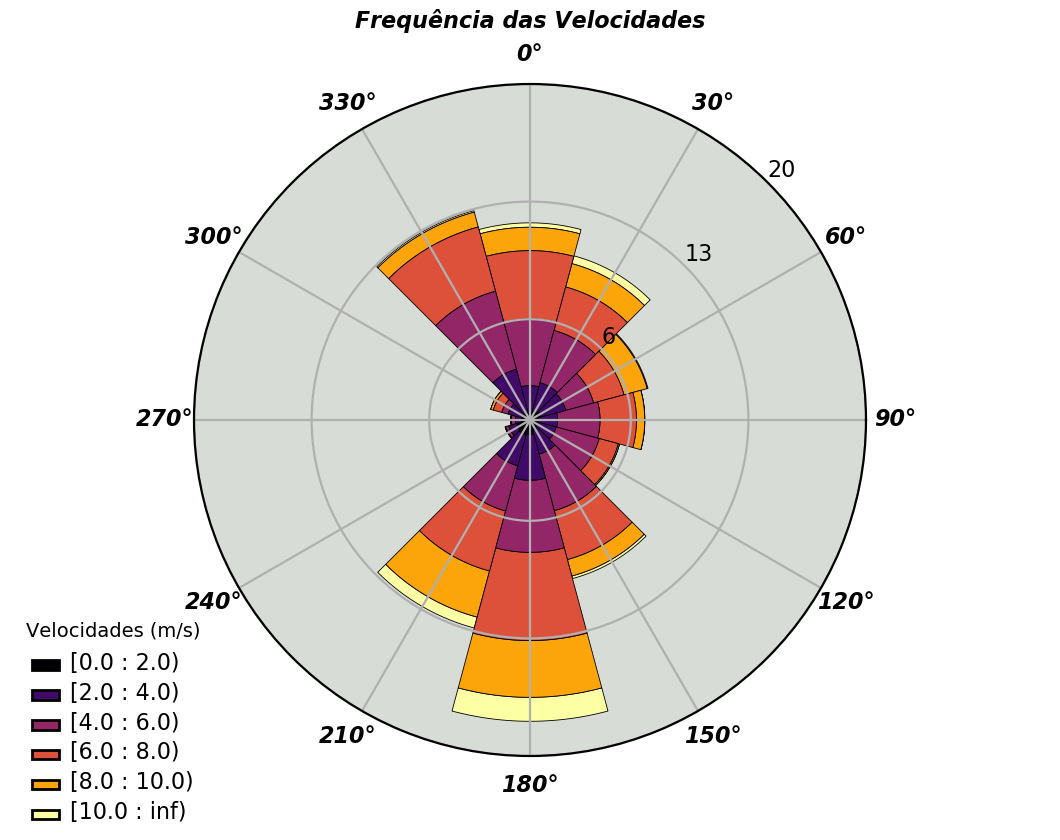 Frequência das Velocidades
0°
330°
30°
20
300°
60°
13
6
270°
90°
240°
120°
210°
150°
180°
Velocidades (m/s)
[0.0 : 2.0)
[2.0 : 4.0)
[4.0 : 6.0)
[6.0 : 8.0)
[8.0 : 10.0)
[10.0 : inf)